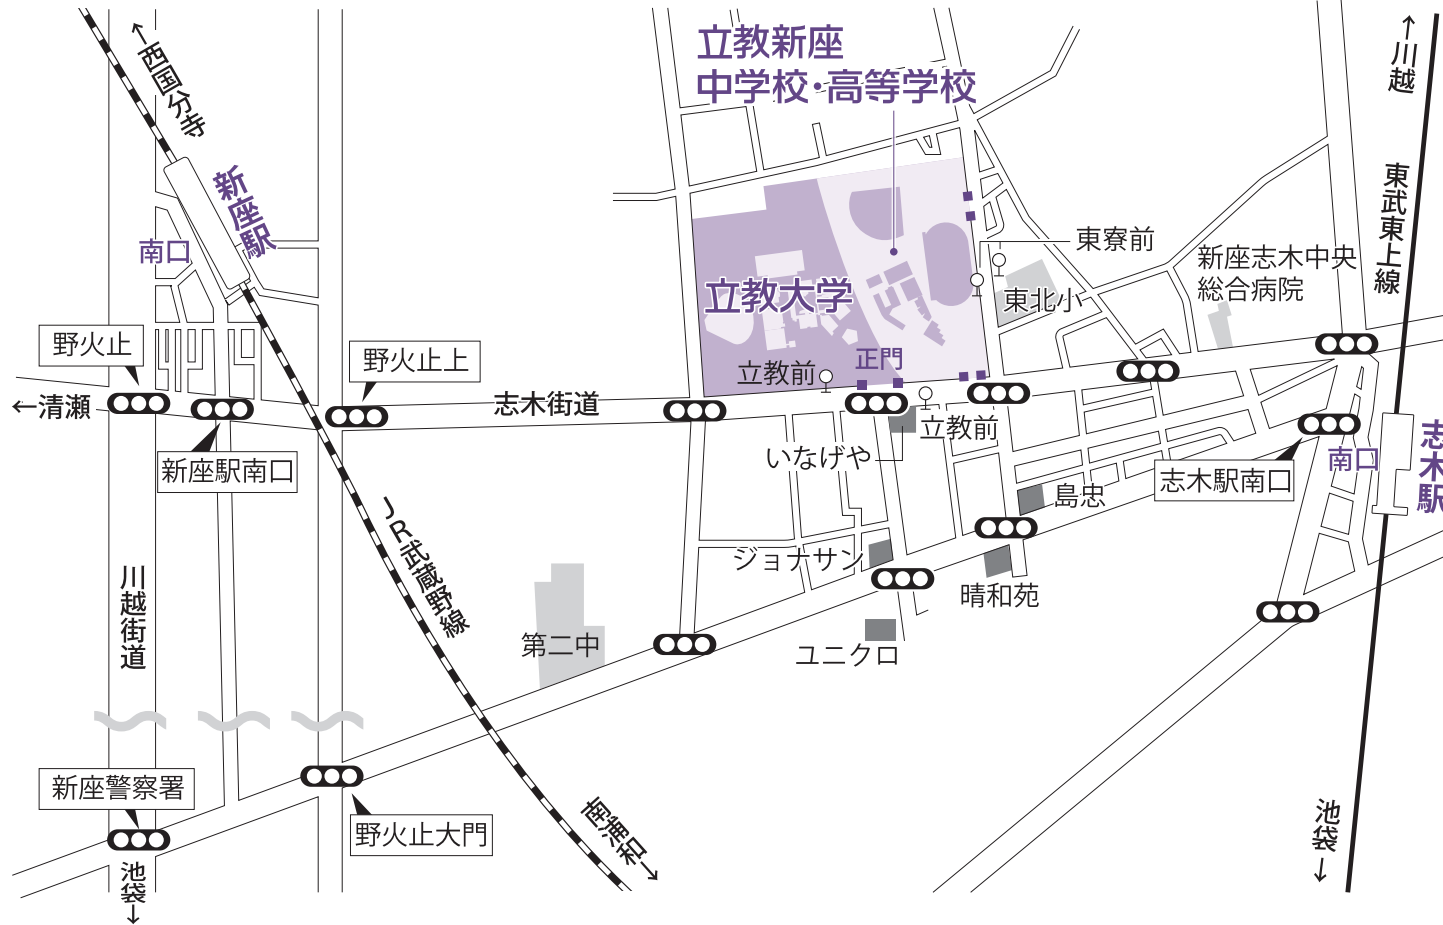 立教新座
中学校・高等学校
↑川越
←西国分寺
新座駅
南口
東武東上線
東寮前
新座志木中央
総合病院
東北小
立教大学
野火止
野火止上
立教前
正門
←清瀬
志木街道
立教前
新座駅南口
いなげや
志木駅南口
南口
志木駅
島忠
JR武蔵野線
ジョナサン
晴和苑
川越街道
第二中
ユニクロ
新座警察署
野火止大門
南浦和→
池袋→
池袋→